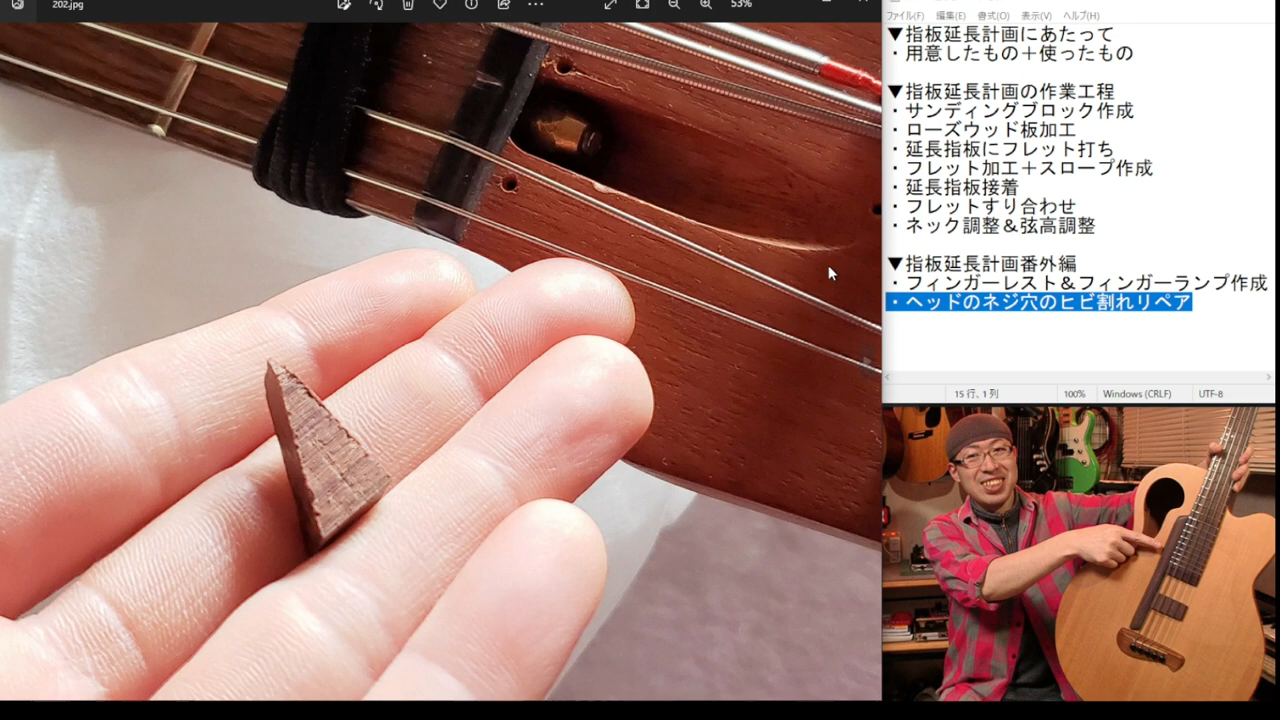 202.jpg
53%
ファイル(F) 編集(E) 書式(O) 表示(V) ヘルプ(H)
▼指板延長計画にあたって
・用意したもの＋使ったもの
▼指板延長計画の作業工程
・サンディングブロック作成
・ローズウッド板加工
・延長指板にフレット打ち
・フレット加工＋スロープ作成
・延長指板接着
・フレットすり合わせ
・ネック調整＆弦高調整
▼指板延長計画番外編
・フィンガーレスト＆フィンガーランプ作成
・ヘッドのネジ穴のヒビ割れリペア
15 行、1 列 100% Windows (CRLF) UTF-8